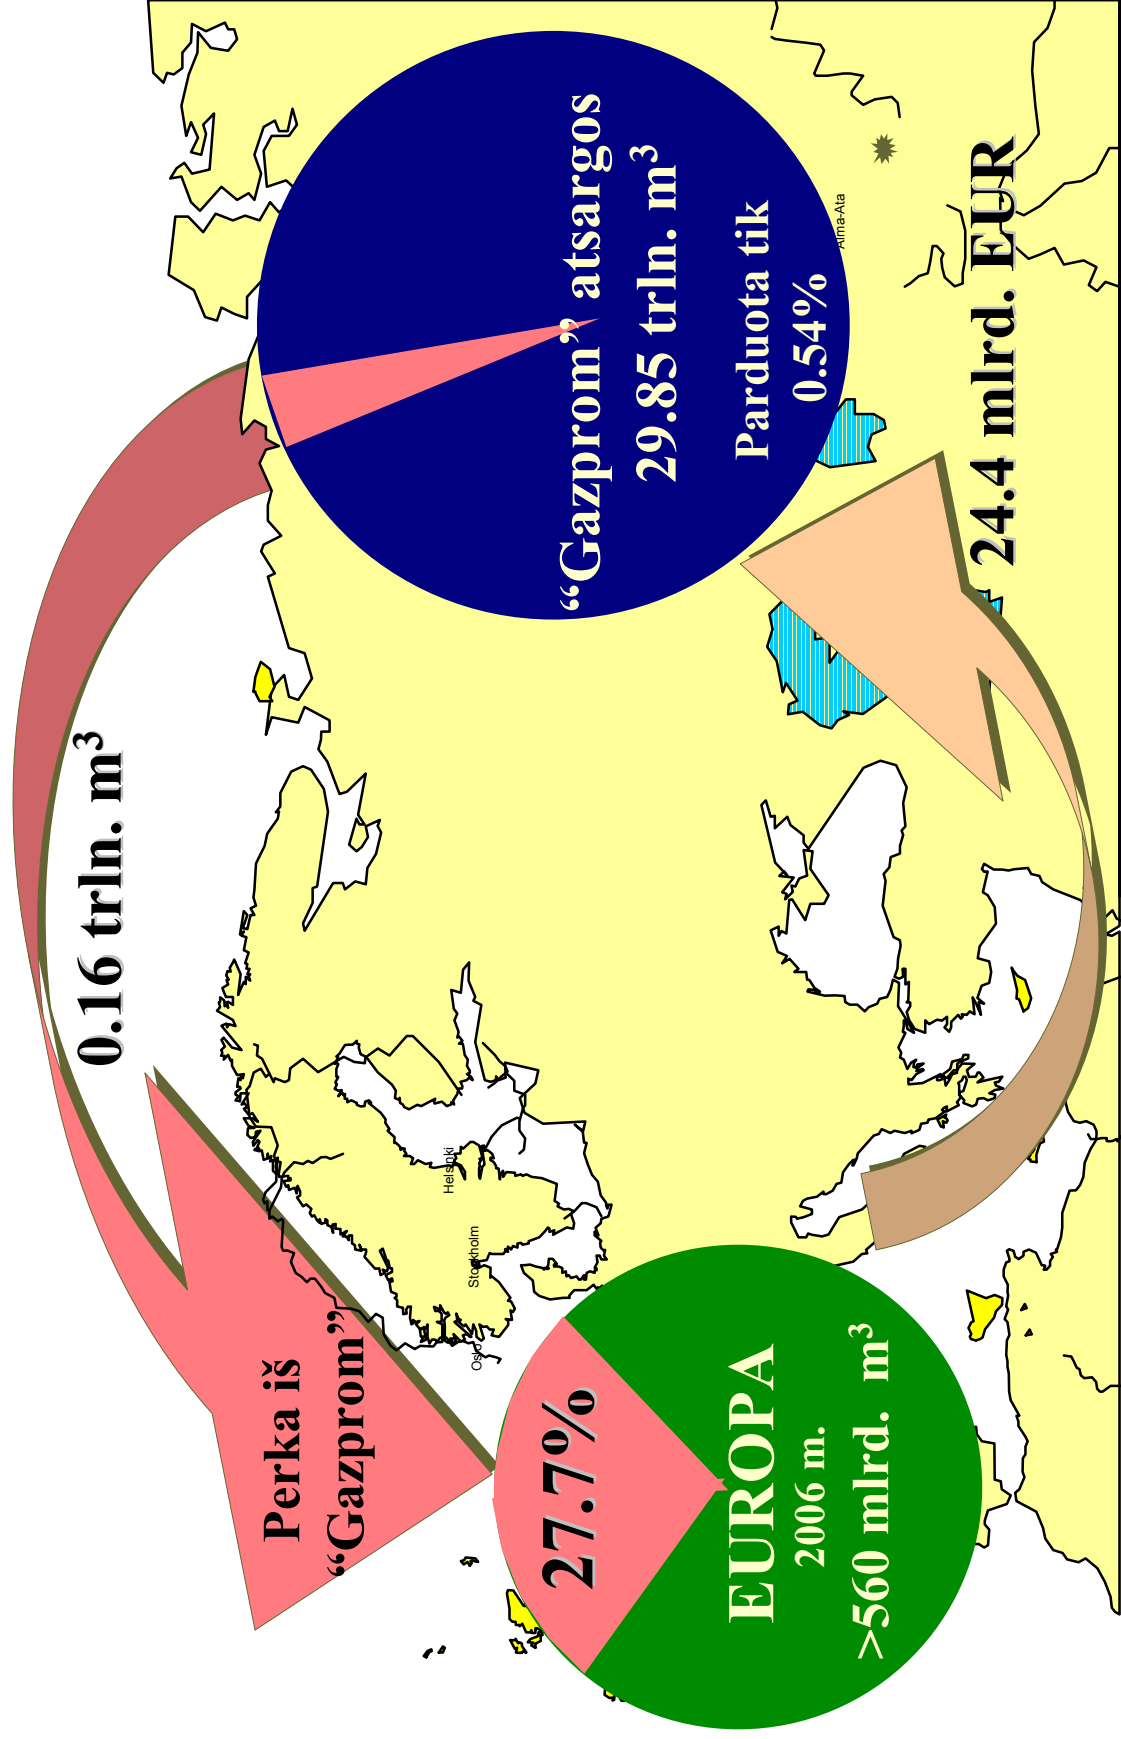 0.16 trln. m³
Perka iš
“Gazprom”
“Gazprom” atsargos
29.85 trln. m³
Parduota tik
0.54%
Alma-Ata
Helsinki
Stockholm
Oslo
27.7%
EUROPA
2006 m.
>560 mlrd. m³
24.4 mlrd. EUR